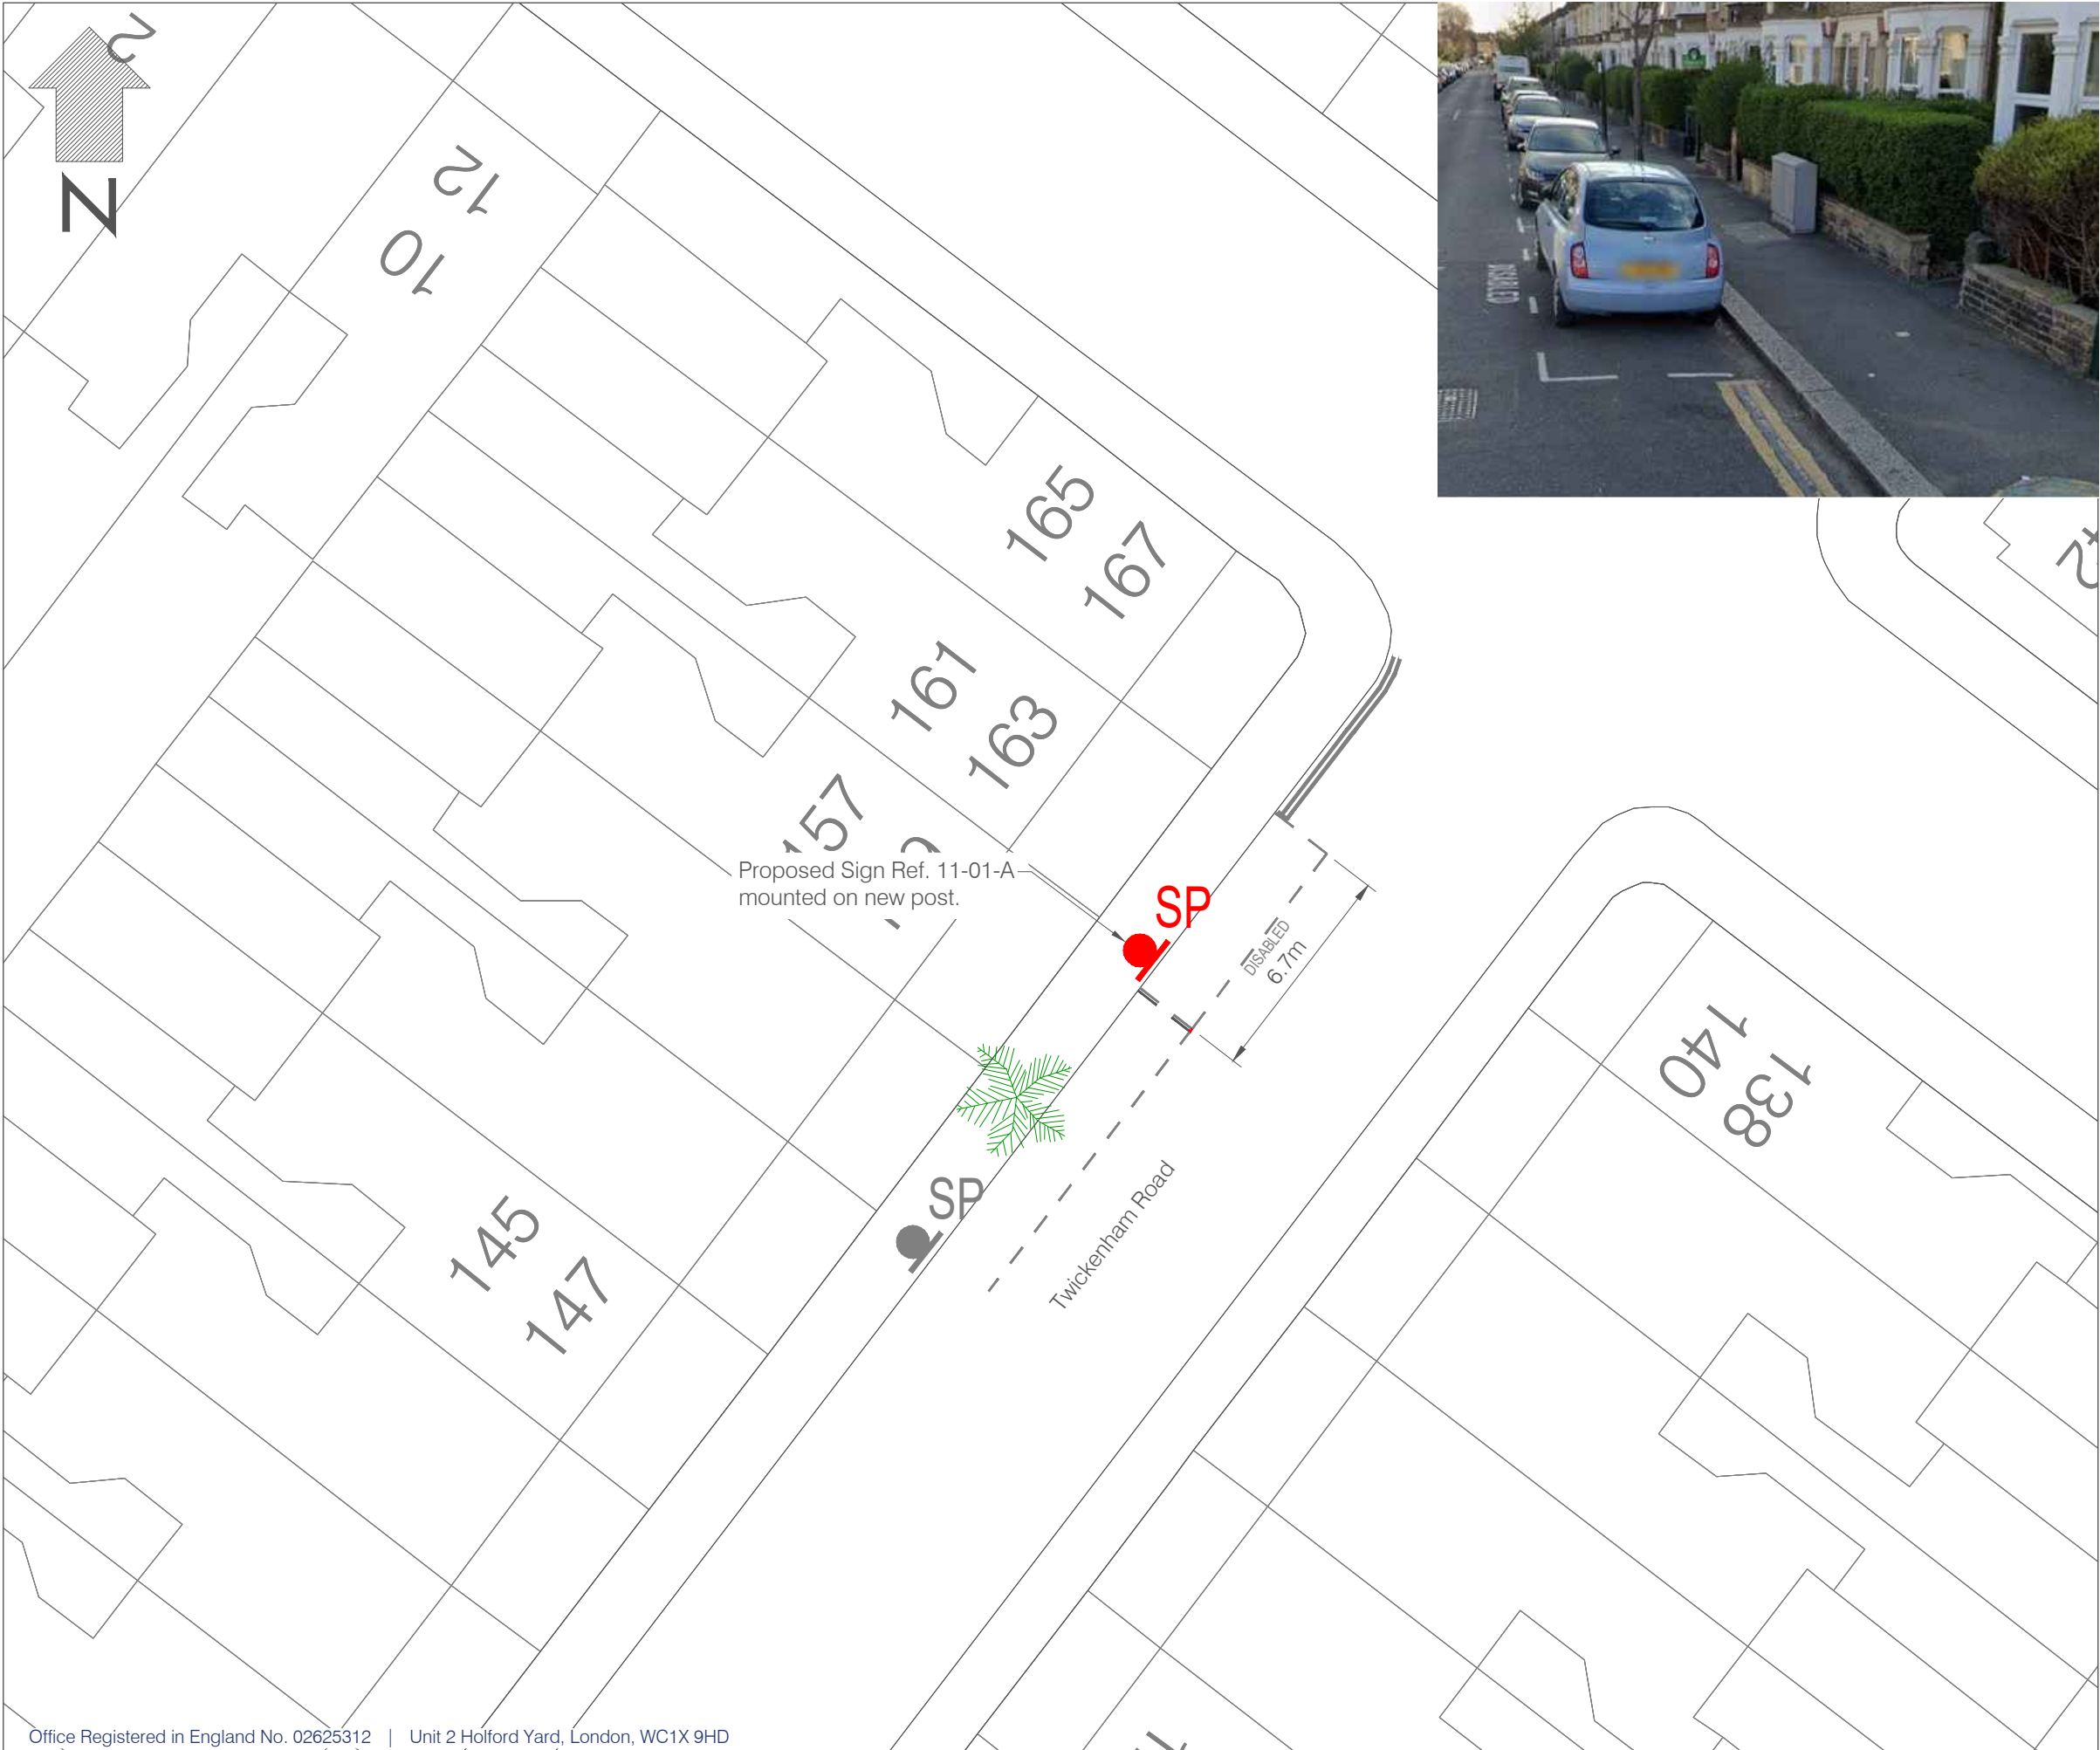 2
N
12
10
165
167
161
163
157
Proposed Sign Ref. 11-01-A
mounted on new post.
SP
DISABLED
6.7m
DISABLED
140
138
SP
145
147
Twickenham Road
Office Registered in England No. 02625312 | Unit 2 Holford Yard, London, WC1X 9HD